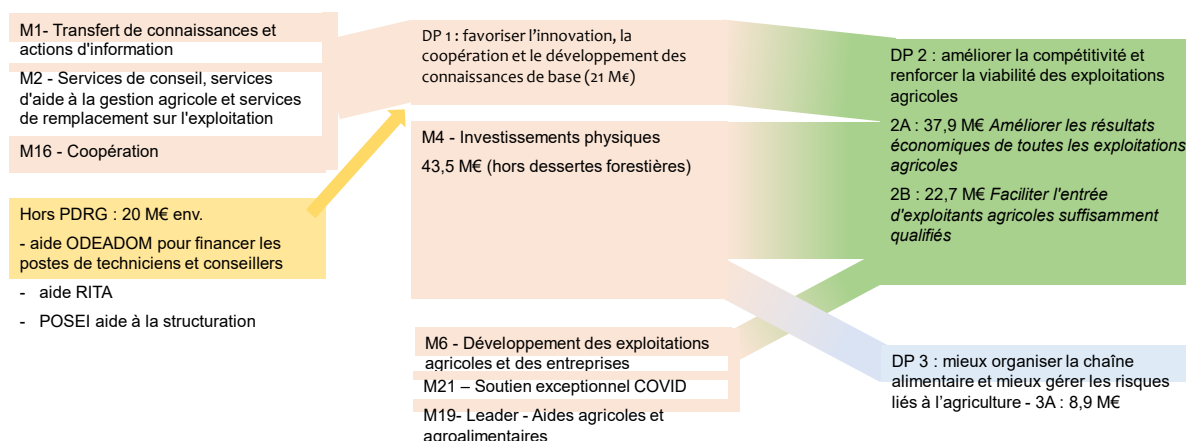 M1- Transfert de connaissances et
actions d'information
M2 - Services de conseil, services
d'aide à la gestion agricole et services
de remplacement sur l'exploitation
M16 - Coopération
Hors PDRG : 20 M€ env.
- aide ODEADOM pour financer les
postes de techniciens et conseillers
- aide RITA
- POSEI aide à la structuration
DP 1 : favoriser l'innovation, la
coopération et le développement des
connaissances de base (21 M€)
M4 - Investissements physiques
43,5 M€ (hors dessertes forestières)
M6 - Développement des exploitations
agricoles et des entreprises
M21 – Soutien exceptionnel COVID
M19- Leader - Aides agricoles et
agroalimentaires
DP 2 : améliorer la compétitivité et
renforcer la viabilité des exploitations
agricoles
2A : 37,9 M€ Améliorer les résultats
économiques de toutes les exploitations
agricoles
2B : 22,7 M€ Faciliter l'entrée
d'exploitants agricoles suffisamment
qualifiés
DP 3 : mieux organiser la chaîne
alimentaire et mieux gérer les risques
liés à l'agriculture - 3A : 8,9 M€